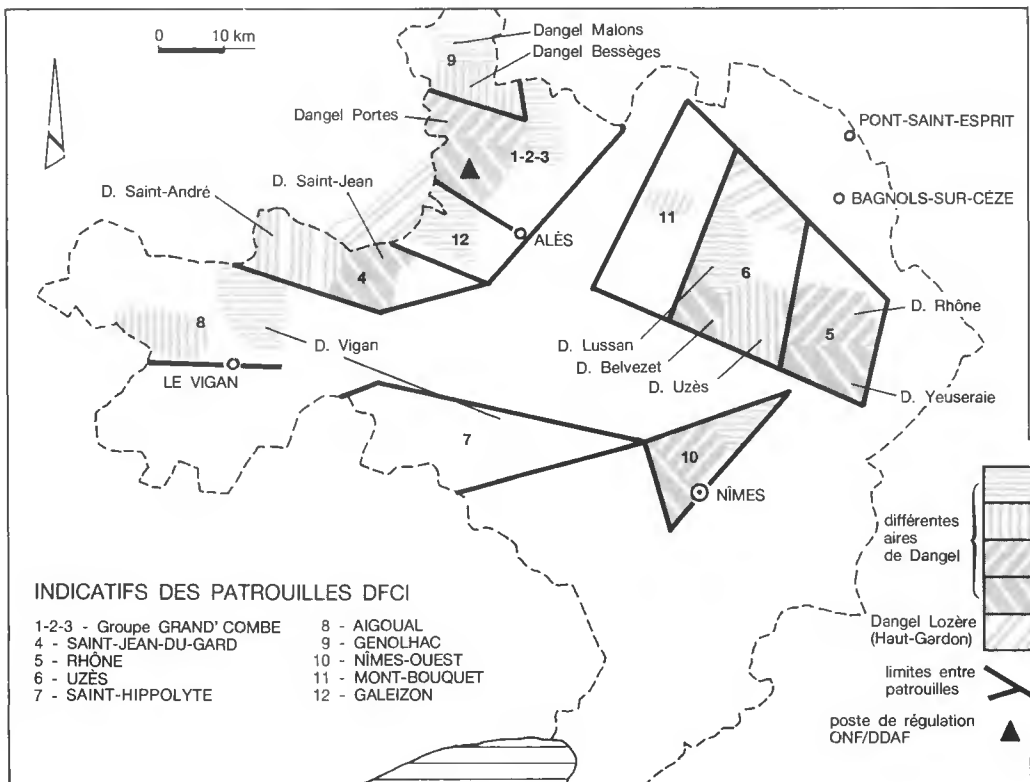 0 10 km
Dangel Malons
9
Dangel Bessèges
Dangel Portes
1-2-3
PONT-SAINT-ESPRIT
D. Saint-Jean
D. Saint-André
BAGNOLS-SUR-CÈZE
11
12
ALÈS
6
4
D. Rhône
8
5
D. Vigan
D. Lussan
D. Belvezet
LE VIGAN
D. Uzès
D. Yeuseraie
7
10
NÎMES
différentes
aires
de Dangel
INDICATIFS DES PATROUILLES DFCI
1-2-3 - Groupe GRAND' COMBE
4 - SAINT-JEAN-DU-GARD
5 - RHÔNE
6 - UZÈS
7 - SAINT-HIPPOLYTE
8 - AIGOUAL
9 - GENOLHAC
10 - NÎMES-OUEST
11 - MONT-BOUQUET
12 - GALEIZON
Dangel Lozère
(Haut-Gardon)
limites entre
patrouilles
poste de régulation
ONF/DDAF